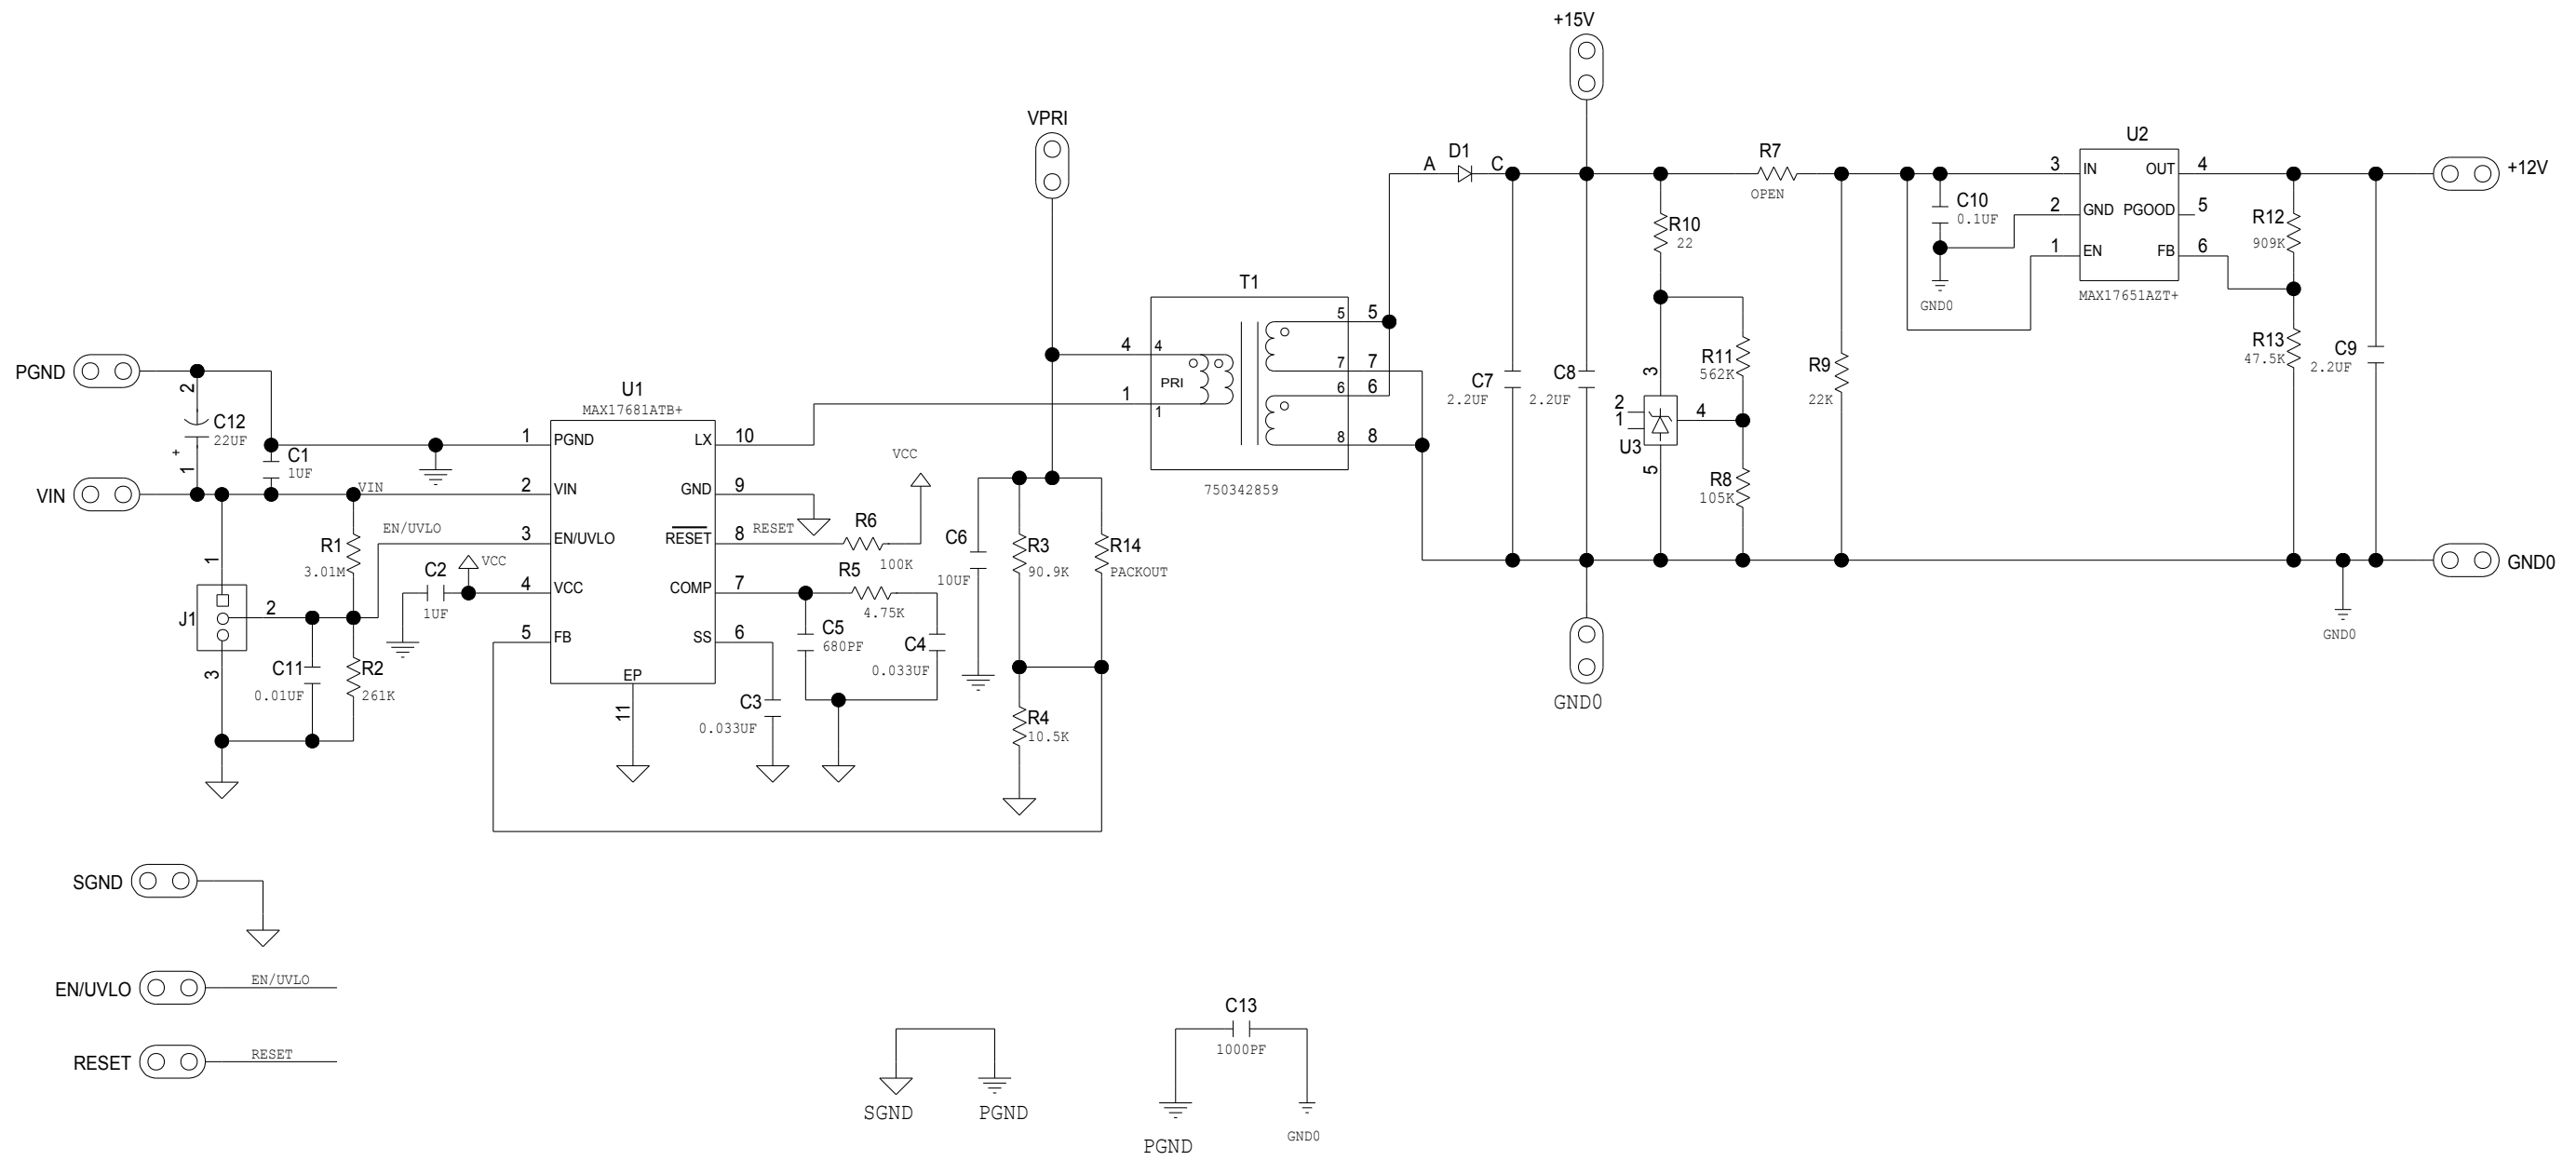 +15V
VPRI
A D1 C
R7
OPEN
U2
3 IN OUT 4
2 GND PGOOD 5
1 EN FB 6
MAX17651AZT+
+12V
C10
0.1UF
GND0
R12
909K
R13
47.5K
C9
2.2UF
R10
22
T1
4 4
PRI
1 1
5 5
7 7
6 6
8 8
750342859
C7
2.2UF
C8
2.2UF
3
2
1
U3
4
5
R11
562K
R8
105K
R9
22K
GND0
GND0
GND0
PGND
2
C12
22UF
+
1
C1
1UF
VIN
VIN
U1
MAX17681ATB+
1 PGND LX 10
2 VIN GND 9
3 EN/UVLO RESET 8
4 VCC COMP 7
5 FB SS 6
EP
11
EN/UVLO
R1
3.01M
C2
1UF
VCC
J1
1
2
3
C11
0.01UF
R2
261K
VCC
RESET
R6
100K
R5
4.75K
C5
680PF
C4
0.033UF
C3
0.033UF
C6
10UF
R3
90.9K
R14
PACKOUT
R4
10.5K
SGND
EN/UVLO
EN/UVLO
RESET
RESET
SGND
PGND
C13
1000PF
PGND
GND0